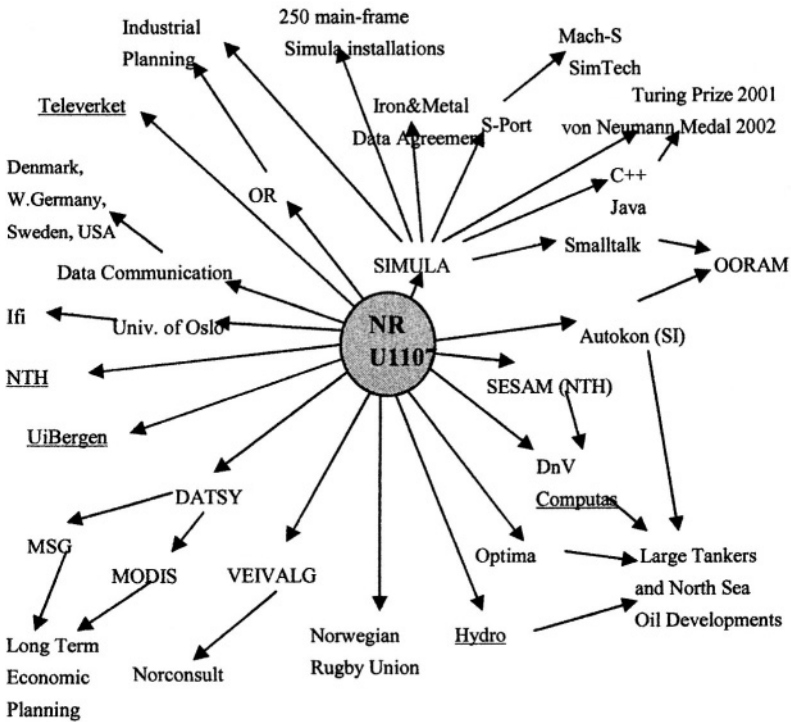 Industrial
Planning
250 main-frame
Simula installations
Mach-S
SimTech
Televerket
Iron&Metal
Data Agreement
S-Port
Turing Prize 2001
von Neumann Medal 2002
Denmark,
W.Germany,
Sweden, USA
OR
C++
Java
Data Communication
SIMULA
Smalltalk
OORAM
Ifi
Univ. of Oslo
NR
U1107
Autokon (SI)
NTH
SESAM (NTH)
UiBergen
DnV
Computas
DATSY
MSG
MODIS
VEIVALG
Optima
Large Tankers
and North Sea
Oil Developments
Long Term
Economic
Planning
Norconsult
Norwegian
Rugby Union
Hydro